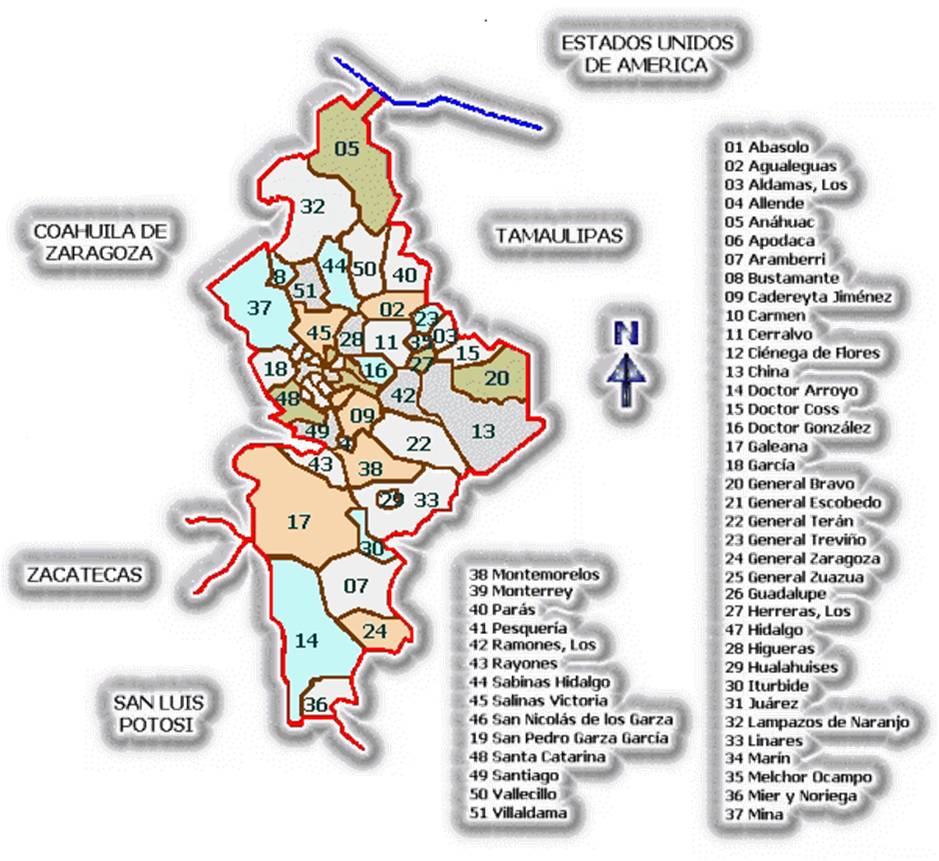 ESTADOS UNIDOS
DE AMERICA
COAHUILA DE
ZARAGOZA
TAMAULIPAS
N
ZACATECAS
SAN LUIS
POTOSI
05
32
8
44
50
40
51
37
02
23
45
28
11
35
03
15
18
16
27
20
48
42
09
49
4
22
13
43
38
29
33
17
30
07
24
14
36
38 Montemorelos
39 Monterrey
40 Parás
41 Pesquería
42 Ramones, Los
43 Rayones
44 Sabinas Hidalgo
45 Salinas Victoria
46 San Nicolás de los Garza
19 San Pedro Garza García
48 Santa Catarina
49 Santiago
50 Vallecillo
51 Villaldama
01 Abasolo
02 Agualeguas
03 Aldamas, Los
04 Allende
05 Anáhuac
06 Apodaca
07 Aramberri
08 Bustamante
09 Cadereyta Jiménez
10 Carmen
11 Cerralvo
12 Ciénega de Flores
13 China
14 Doctor Arroyo
15 Doctor Coss
16 Doctor González
17 Galeana
18 García
20 General Bravo
21 General Escobedo
22 General Terán
23 General Treviño
24 General Zaragoza
25 General Zuazua
26 Guadalupe
27 Herreras, Los
47 Hidalgo
28 Higueras
29 Hualahuises
30 Iturbide
31 Juárez
32 Lampazos de Naranjo
33 Linares
34 Marín
35 Melchor Ocampo
36 Mier y Noriega
37 Mina